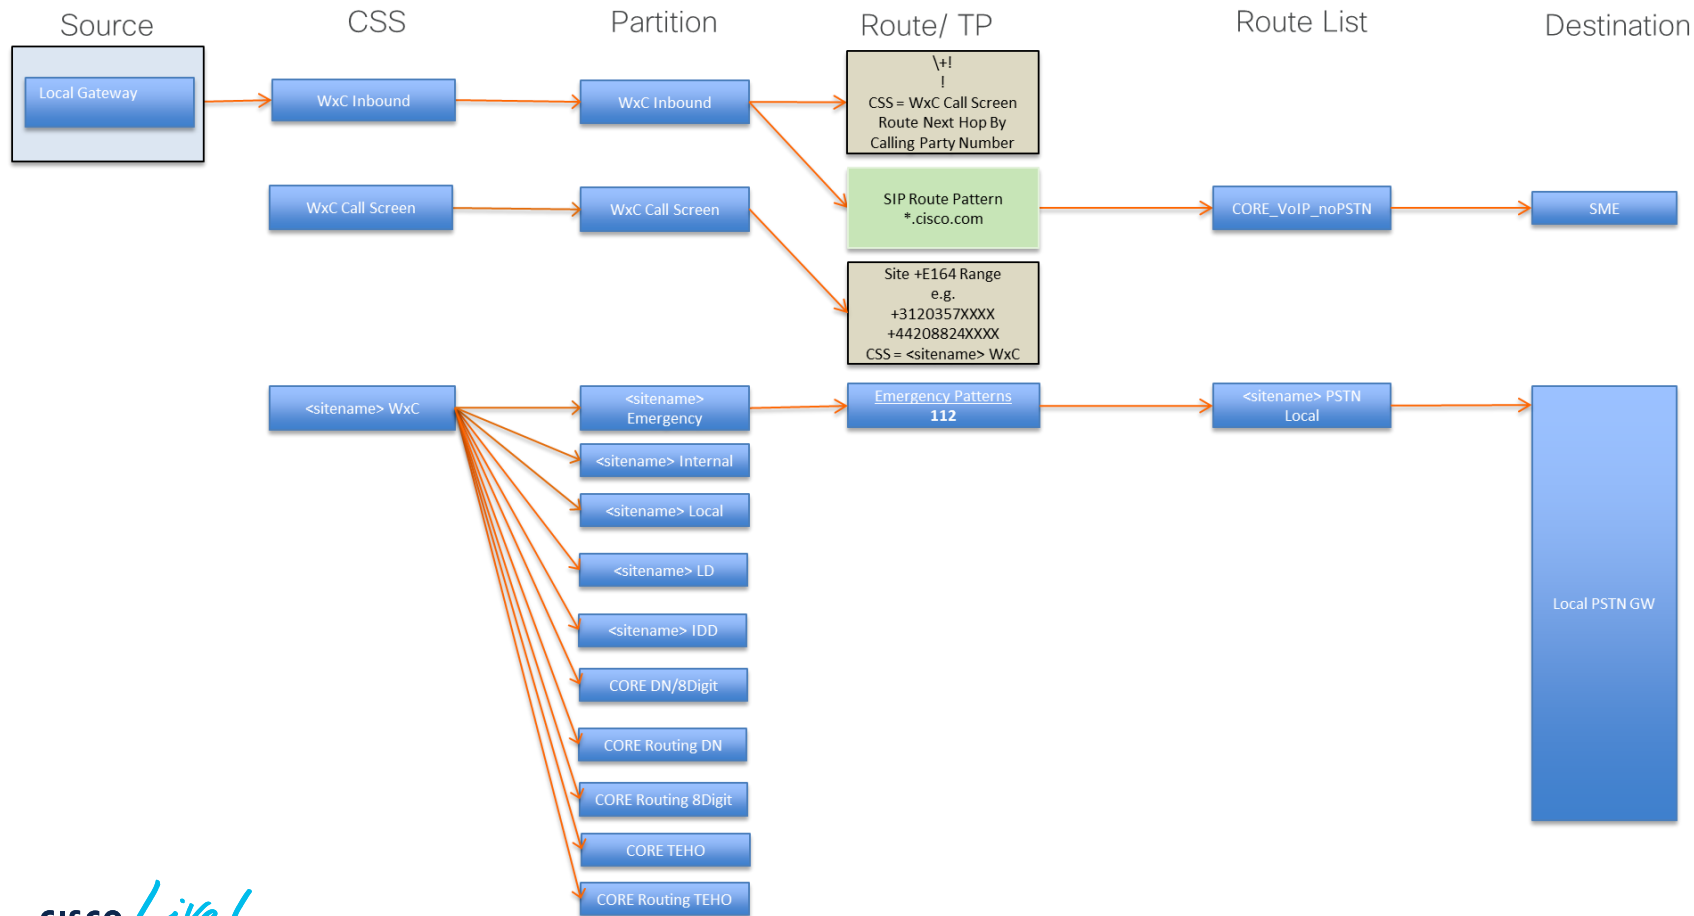 Source
CSS
Partition
Route/ TP
Route List
Destination
Local Gateway
WxC Inbound
WxC Inbound
\+!
!
CSS = WxC Call Screen
Route Next Hop By
Calling Party Number
WxC Call Screen
WxC Call Screen
SIP Route Pattern
*.cisco.com
CORE_VoIP_noPSTN
SME
Site +E164 Range
e.g.
+3120357XXXX
+44208824XXXX
CSS = <sitename> WxC
<sitename> WxC
<sitename>
Emergency
Emergency Patterns
112
<sitename> PSTN
Local
<sitename> Internal
<sitename> Local
<sitename> LD
<sitename> IDD
Local PSTN GW
CORE DN/8Digit
CORE Routing DN
CORE Routing 8Digit
CORE TEHO
CORE Routing TEHO
cisco Live!